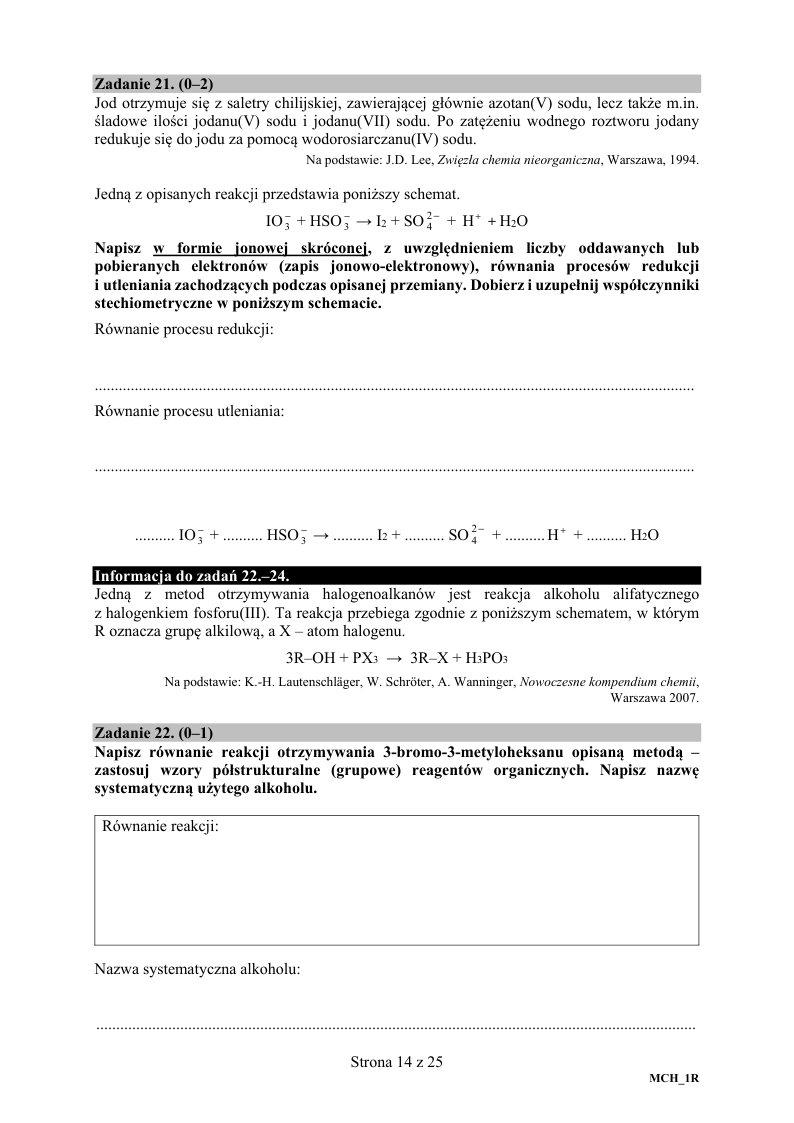 Zadanie 21. (0–2)
Jod otrzymuje się z saletry chilijskiej, zawierającej głównie azotan(V) sodu, lecz także m.in.
śladowe ilości jodanu(V) sodu i jodanu(VII) sodu. Po zatężeniu wodnego roztworu jodany
redukuje się do jodu za pomocą wodorosiarczanu(IV) sodu.
Na podstawie: J.D. Lee, Zwięzła chemia nieorganiczna, Warszawa, 1994.
Jedną z opisanych reakcji przedstawia poniższy schemat.
IO₃⁻ + HSO₃⁻ → I₂ + SO₄²⁻ + H⁺ + H₂O
Napisz w formie jonowej skróconej, z uwzględnieniem liczby oddawanych lub
pobieranych elektronów (zapis jonowo-elektronowy), równania procesów redukcji
i utleniania zachodzących podczas opisanej przemiany. Dobierz i uzupełnij współczynniki
stechiometryczne w poniższym schemacie.
Równanie procesu redukcji:
......................................................................................................................................................
Równanie procesu utleniania:
......................................................................................................................................................
.......... IO₃⁻ + .......... HSO₃⁻ → .......... I₂ + .......... SO₄²⁻ + .......... H⁺ + .......... H₂O
Informacja do zadań 22.–24.
Jedną z metod otrzymywania halogenoalkanów jest reakcja alkoholu alifatycznego
z halogenkiem fosforu(III). Ta reakcja przebiega zgodnie z poniższym schematem, w którym
R oznacza grupę alkilową, a X – atom halogenu.
3R–OH + PX₃ → 3R–X + H₃PO₃
Na podstawie: K.-H. Lautenschläger, W. Schröter, A. Wanninger, Nowoczesne kompendium chemii,
Warszawa 2007.
Zadanie 22. (0–1)
Napisz równanie reakcji otrzymywania 3-bromo-3-metyloheksanu opisaną metodą –
zastosuj wzory półstrukturalne (grupowe) reagentów organicznych. Napisz nazwę
systematyczną użytego alkoholu.
Równanie reakcji:
Nazwa systematyczna alkoholu:
......................................................................................................................................................
Strona 14 z 25
MCH_1R